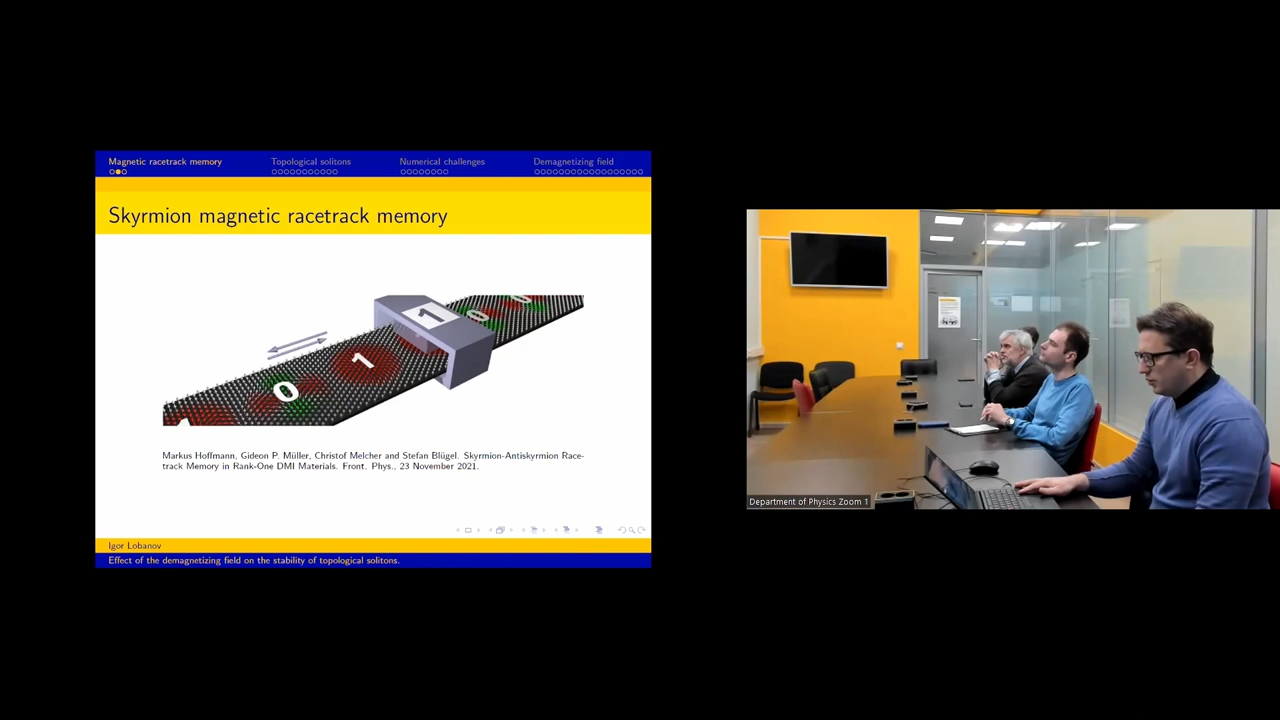 Magnetic racetrack memory
Topological solitons
Numerical challenges
Demagnetizing field
Skyrmion magnetic racetrack memory
1
0
1
0
Markus Hoffmann, Gideon P. Müller, Christof Melcher and Stefan Blügel. Skyrmion-Antiskyrmion Race-
track Memory in Rank-One DMI Materials. Front. Phys., 23 November 2021.
Igor Lobanov
Effect of the demagnetizing field on the stability of topological solitons.
Department of Physics Zoom 1